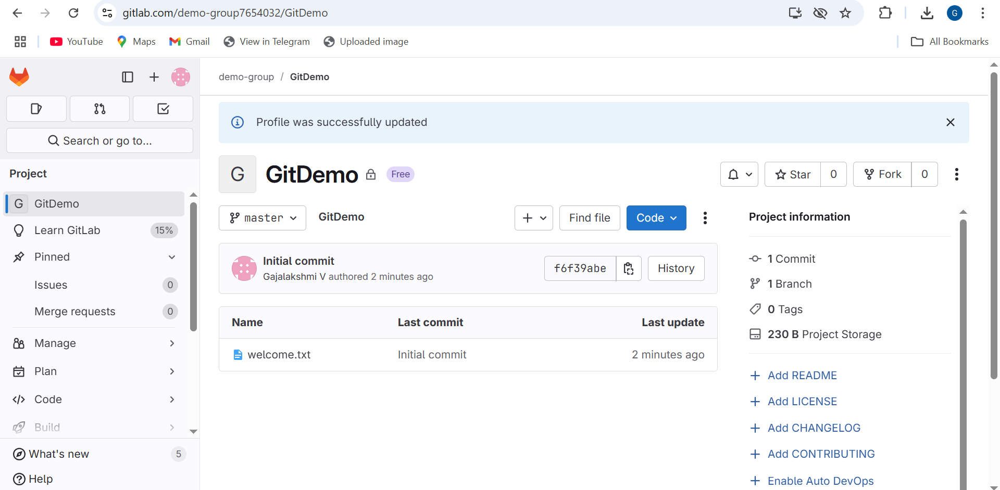 gitlab.com/demo-group7654032/GitDemo
G
YouTube
Maps
Gmail
View in Telegram
Uploaded image
All Bookmarks
Search or go to...
Project
G GitDemo
Learn GitLab 15%
Pinned
Issues 0
Merge requests 0
Manage
Plan
Code
Build
What's new 5
Help
demo-group / GitDemo
Profile was successfully updated
G GitDemo Free
Star 0
Fork 0
master
GitDemo
Find file
Code
Initial commit
Gajalakshmi V authored 2 minutes ago
f6f39abe
History
Name Last commit Last update
welcome.txt Initial commit 2 minutes ago
Project information
1 Commit
1 Branch
0 Tags
230 B Project Storage
Add README
Add LICENSE
Add CHANGELOG
Add CONTRIBUTING
Enable Auto DevOps